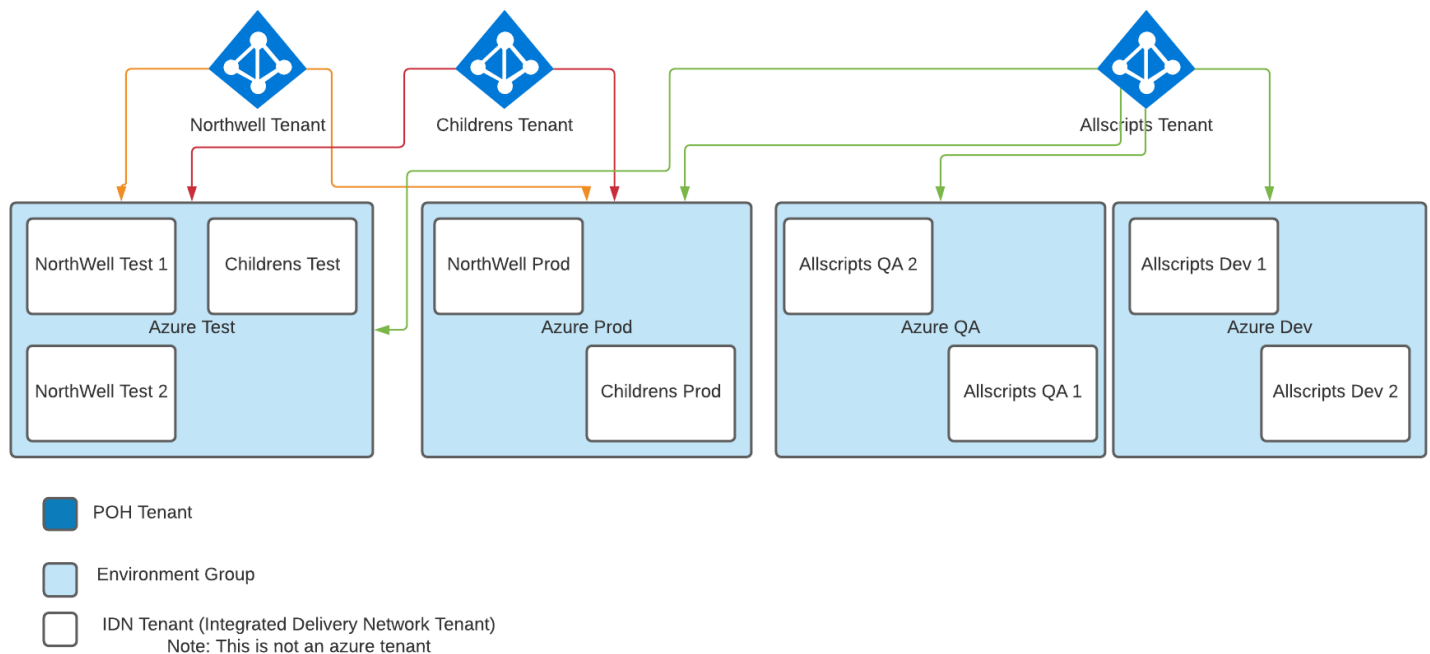 Northwell Tenant
Childrens Tenant
Allscripts Tenant
NorthWell Test 1
Childrens Test
Azure Test
NorthWell Test 2
NorthWell Prod
Azure Prod
Childrens Prod
Allscripts QA 2
Azure QA
Allscripts QA 1
Allscripts Dev 1
Azure Dev
Allscripts Dev 2
POH Tenant
Environment Group
IDN Tenant (Integrated Delivery Network Tenant)
Note: This is not an azure tenant